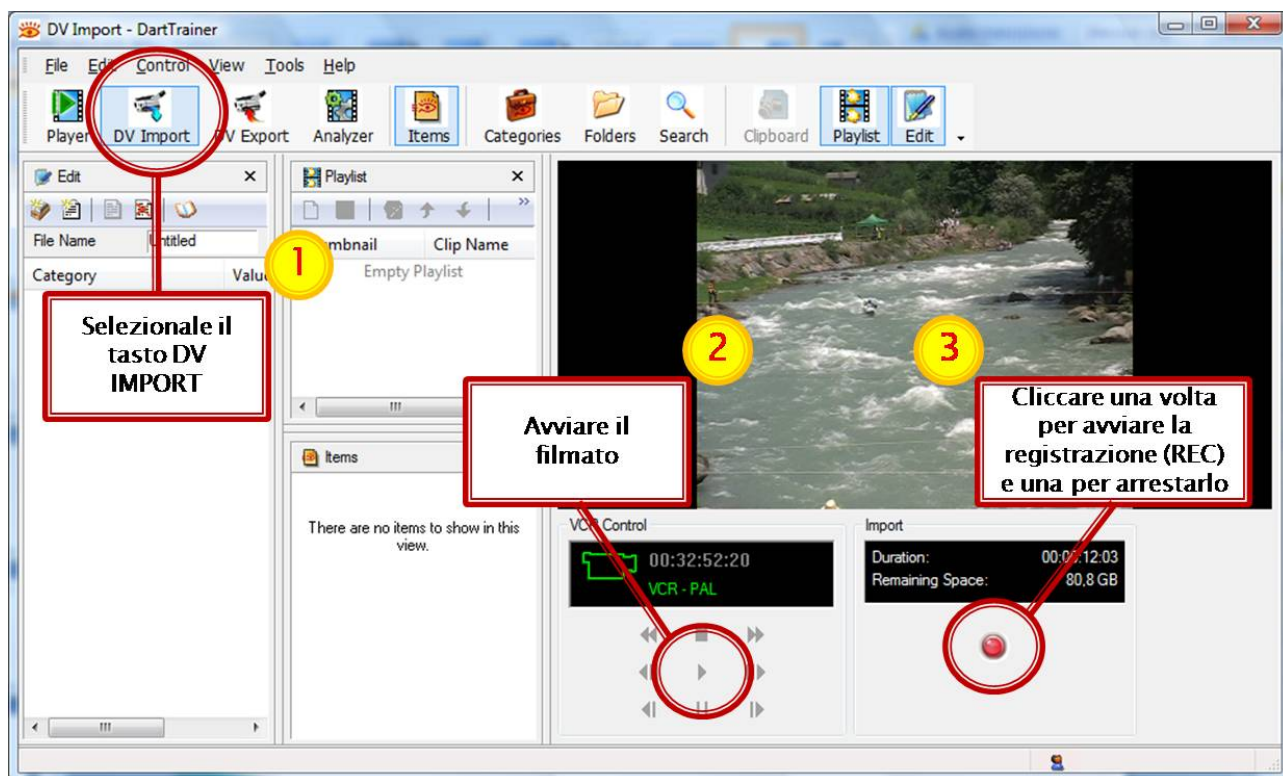 DV Import - DartTrainer
File Edit Control View Tools Help
Player DV Import DV Export Analyzer Items Categories Folders Search Clipboard Playlist Edit
Edit
File Name Untitled
Category Value
1
Selezionale il
tasto DV
IMPORT
Playlist
Clip Name
Empty Playlist
Items
There are no items to show in this
view.
2
Avviare il
filmato
3
Cliccare una volta
per avviare la
registrazione (REC)
e una per arrestarlo
VCR Control
00:32:52:20
VCR - PAL
Import
Duration: 00:00:12:03
Remaining Space: 80,8 GB